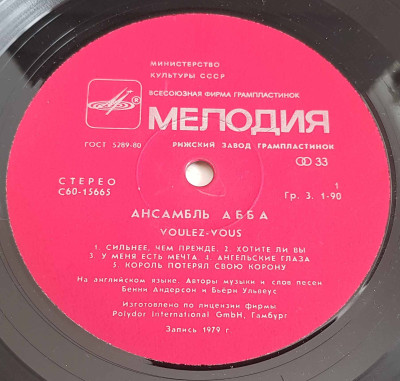 МИНИСТЕРСТВО
КУЛЬТУРЫ СССР
ВСЕСОЮЗНАЯ ФИРМА ГРАМПЛАСТИНОК
МЕЛОДИЯ
ГОСТ 5289-80 РИЖСКИЙ ЗАВОД ГРАМПЛАСТИНОК 33
СТЕРЕО 1
С60-15665 Гр. 3. 1-90
АНСАМБЛЬ АББА
VOULEZ-VOUS
1. СИЛЬНЕЕ, ЧЕМ ПРЕЖДЕ. 2. ХОТИТЕ ЛИ ВЫ
3. У МЕНЯ ЕСТЬ МЕЧТА 4. АНГЕЛЬСКИЕ ГЛАЗА
5. КОРОЛЬ ПОТЕРЯЛ СВОЮ КОРОНУ
На английском языке. Авторы музыки и слов песен
Бенни Андерсон и Бьёрн Ульвеус
Изготовлено по лицензии фирмы
Polydor International GmbH, Гамбург
Запись 1979 г.